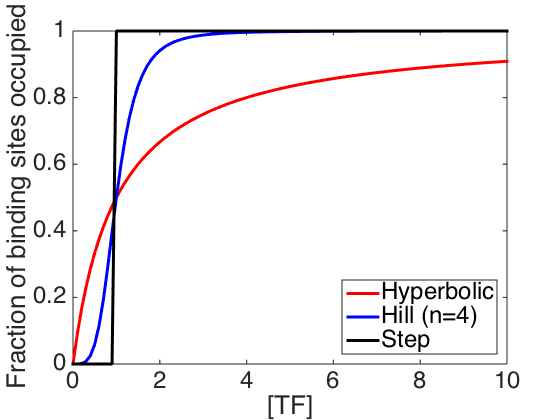 Fraction of binding sites occupied
1
0.8
0.6
0.4
0.2
0
0 2 4 6 8 10
[TF]
Hyperbolic
Hill (n=4)
Step